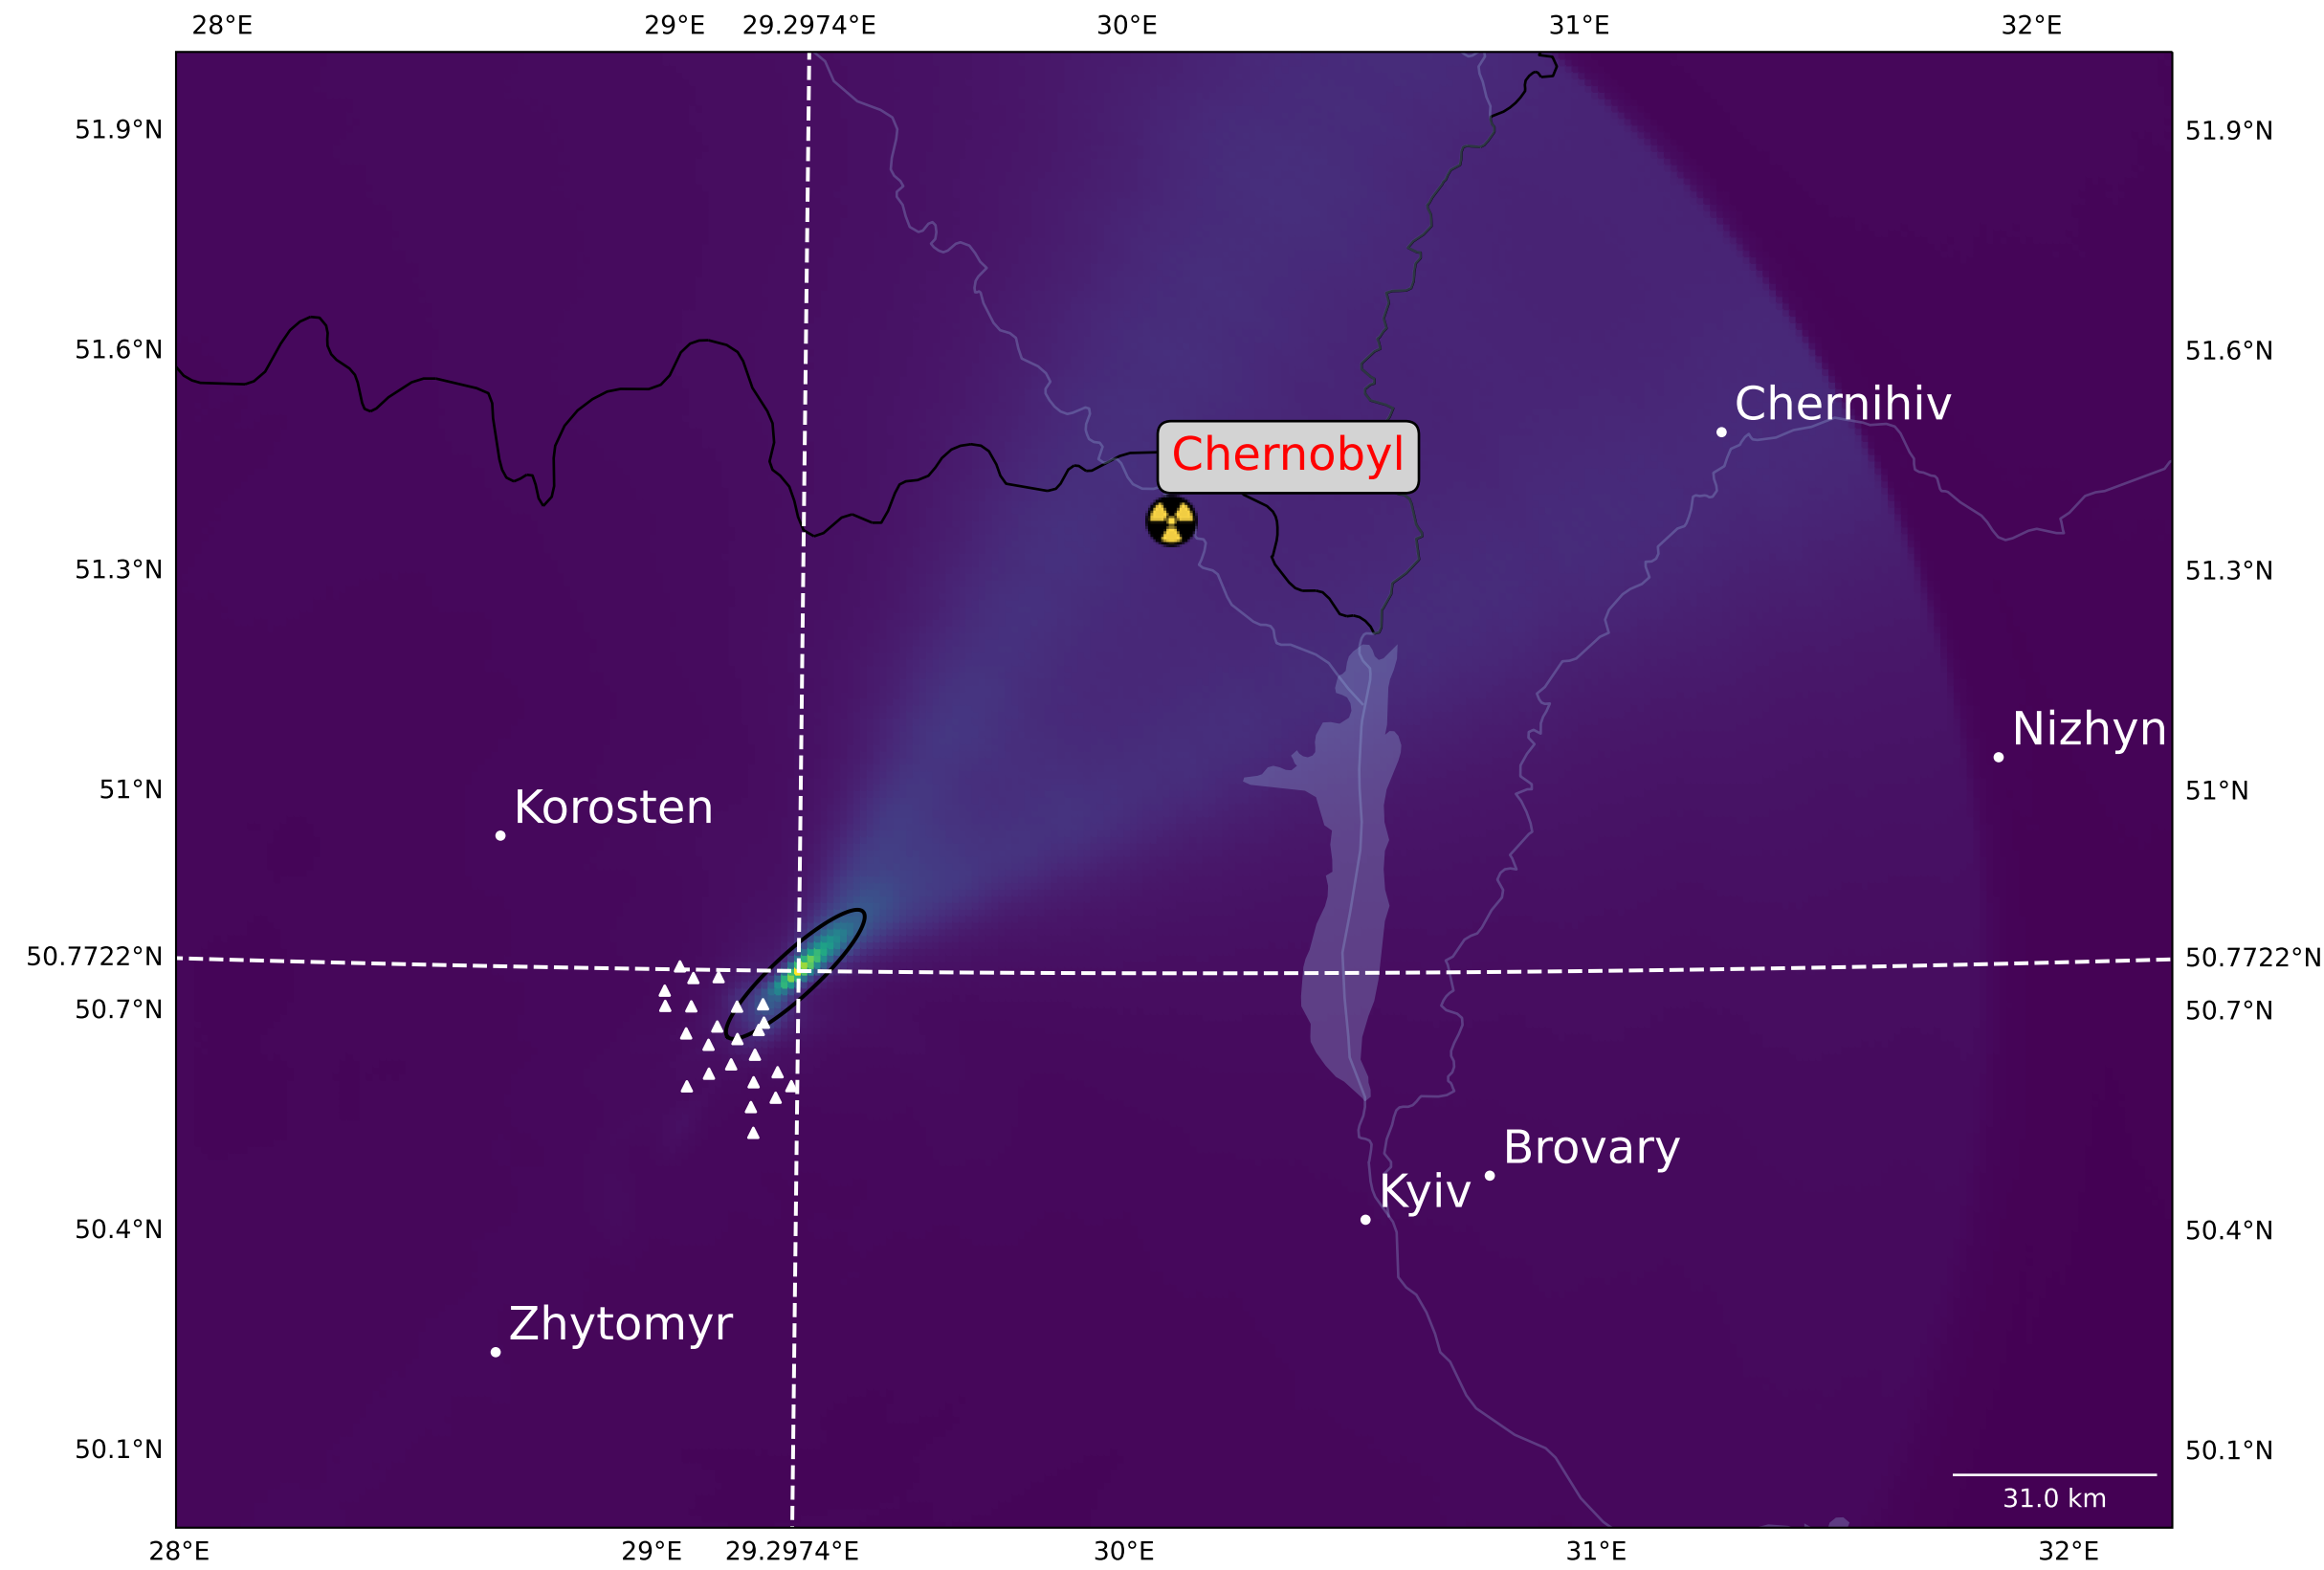 28°E 29°E 29.2974°E 30°E 31°E 32°E
51.9°N 51.9°N
51.6°N 51.6°N
Chernihiv
Chernobyl
51.3°N 51.3°N
Nizhyn
51°N 51°N
Korosten
50.7722°N 50.7722°N
50.7°N 50.7°N
Brovary
Kyiv
50.4°N 50.4°N
Zhytomyr
50.1°N 50.1°N
31.0 km
28°E 29°E 29.2974°E 30°E 31°E 32°E